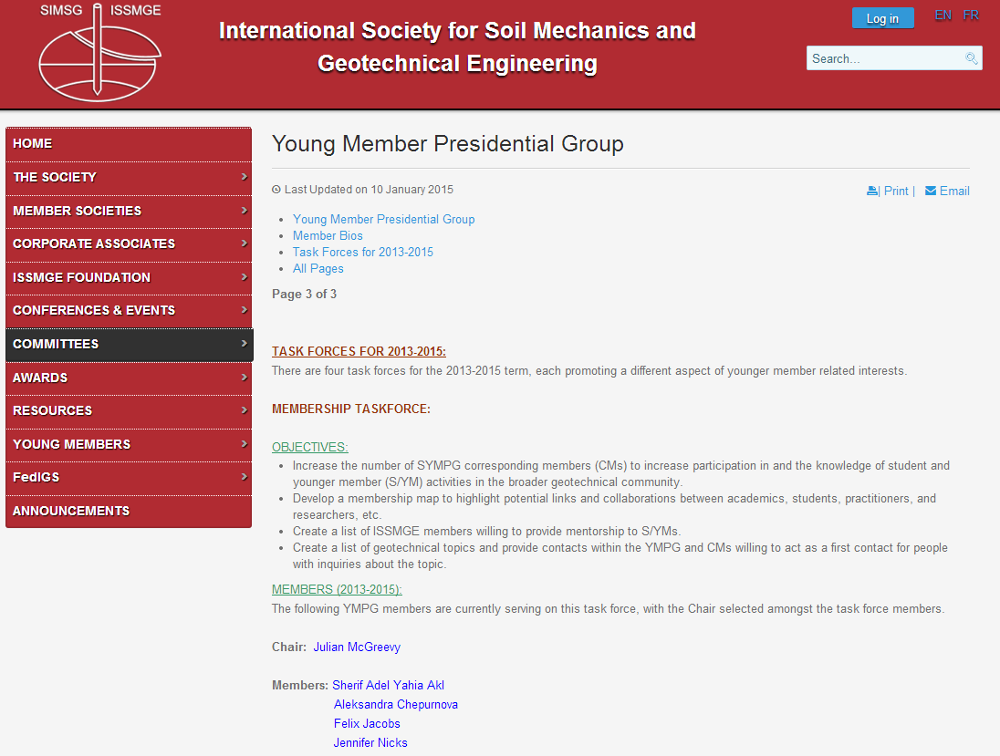 SIMSG ISSMGE
International Society for Soil Mechanics and
Geotechnical Engineering
Log in
EN FR
Search...
HOME
THE SOCIETY
MEMBER SOCIETIES
CORPORATE ASSOCIATES
ISSMGE FOUNDATION
CONFERENCES & EVENTS
COMMITTEES
AWARDS
RESOURCES
YOUNG MEMBERS
FedIGS
ANNOUNCEMENTS
Young Member Presidential Group
Last Updated on 10 January 2015
| Print | Email
• Young Member Presidential Group
• Member Bios
• Task Forces for 2013-2015
• All Pages
Page 3 of 3
TASK FORCES FOR 2013-2015:
There are four task forces for the 2013-2015 term, each promoting a different aspect of younger member related interests.
MEMBERSHIP TASKFORCE:
OBJECTIVES:
• Increase the number of SYMPG corresponding members (CMs) to increase participation in and the knowledge of student and
younger member (S/YM) activities in the broader geotechnical community.
• Develop a membership map to highlight potential links and collaborations between academics, students, practitioners, and
researchers, etc.
• Create a list of ISSMGE members willing to provide mentorship to S/YMs.
• Create a list of geotechnical topics and provide contacts within the YMPG and CMs willing to act as a first contact for people
with inquiries about the topic.
MEMBERS (2013-2015):
The following YMPG members are currently serving on this task force, with the Chair selected amongst the task force members.
Chair: Julian McGreevy
Members: Sherif Adel Yahia Akl
Aleksandra Chepurnova
Felix Jacobs
Jennifer Nicks